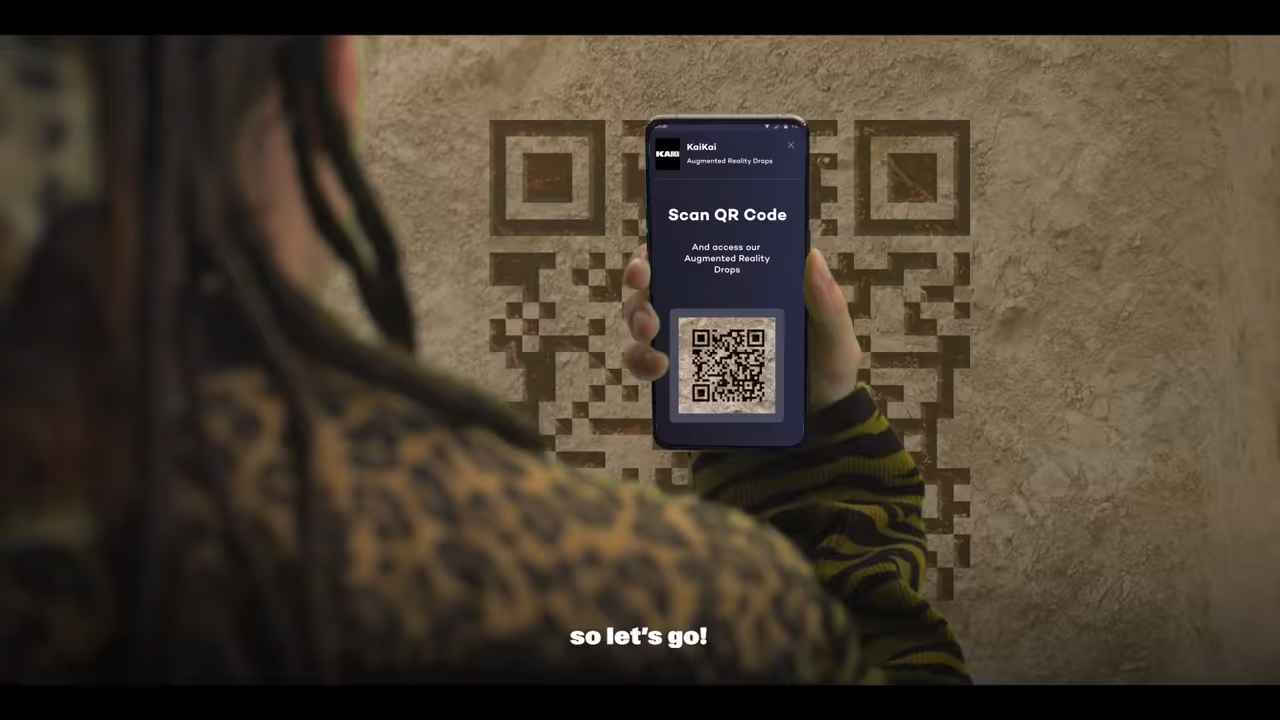 KAIK
KaiKai
Augmented Reality Drops
Scan QR Code
And access our
Augmented Reality
Drops
so let's go!